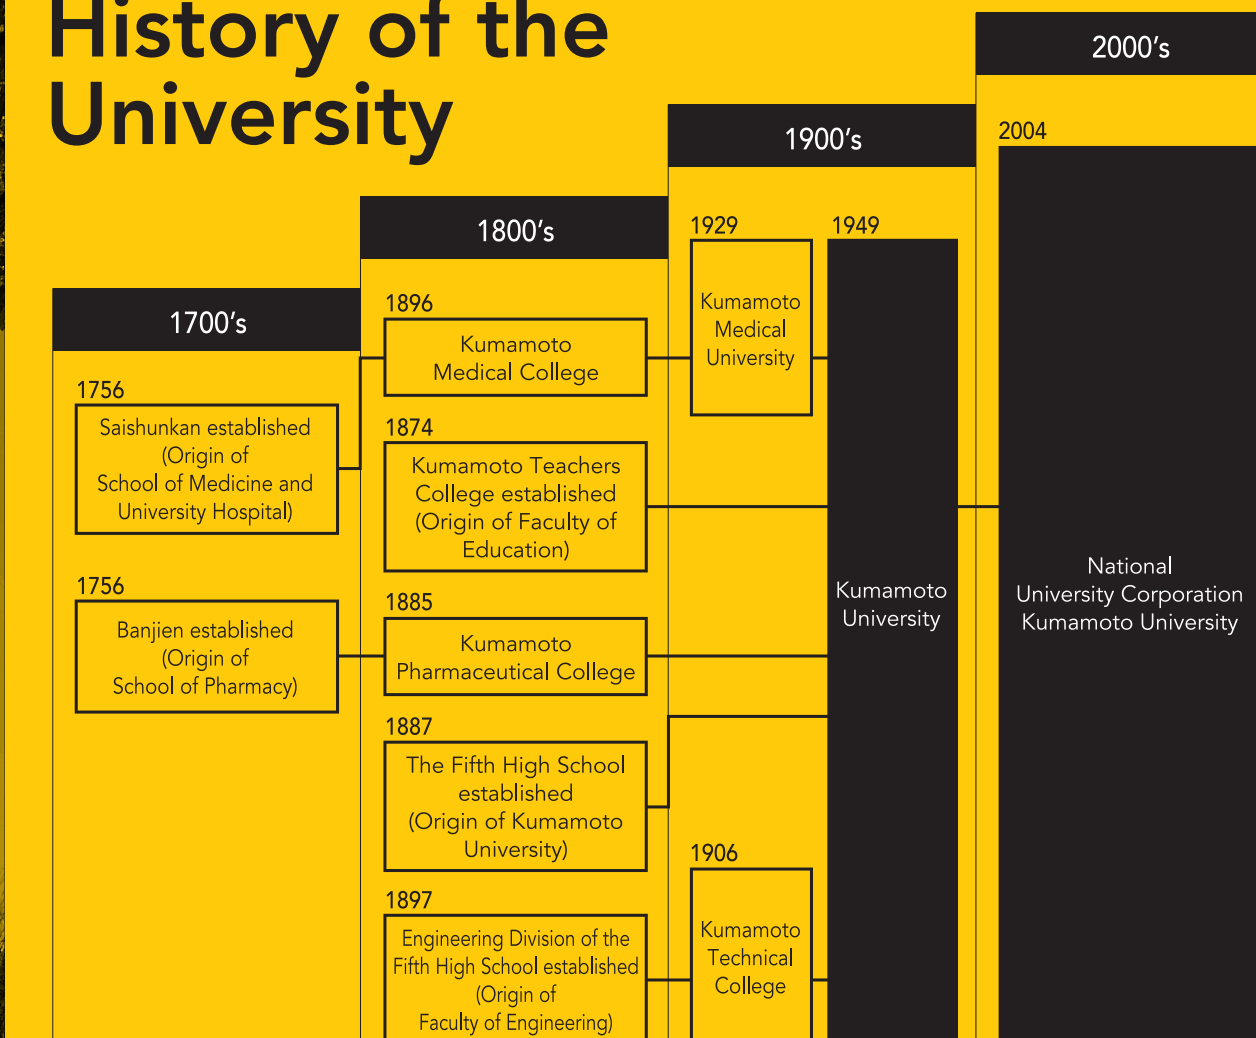 History of the
University
1700's
1756
Saishunkan established
(Origin of
School of Medicine and
University Hospital)
1756
Banjien established
(Origin of
School of Pharmacy)
1800's
1896
Kumamoto
Medical College
1874
Kumamoto Teachers
College established
(Origin of Faculty of
Education)
1885
Kumamoto
Pharmaceutical College
1887
The Fifth High School
established
(Origin of Kumamoto
University)
1897
Engineering Division of the
Fifth High School established
(Origin of
Faculty of Engineering)
1900's
1929
Kumamoto
Medical
University
1906
Kumamoto
Technical
College
1949
Kumamoto
University
2000's
2004
National
University Corporation
Kumamoto University